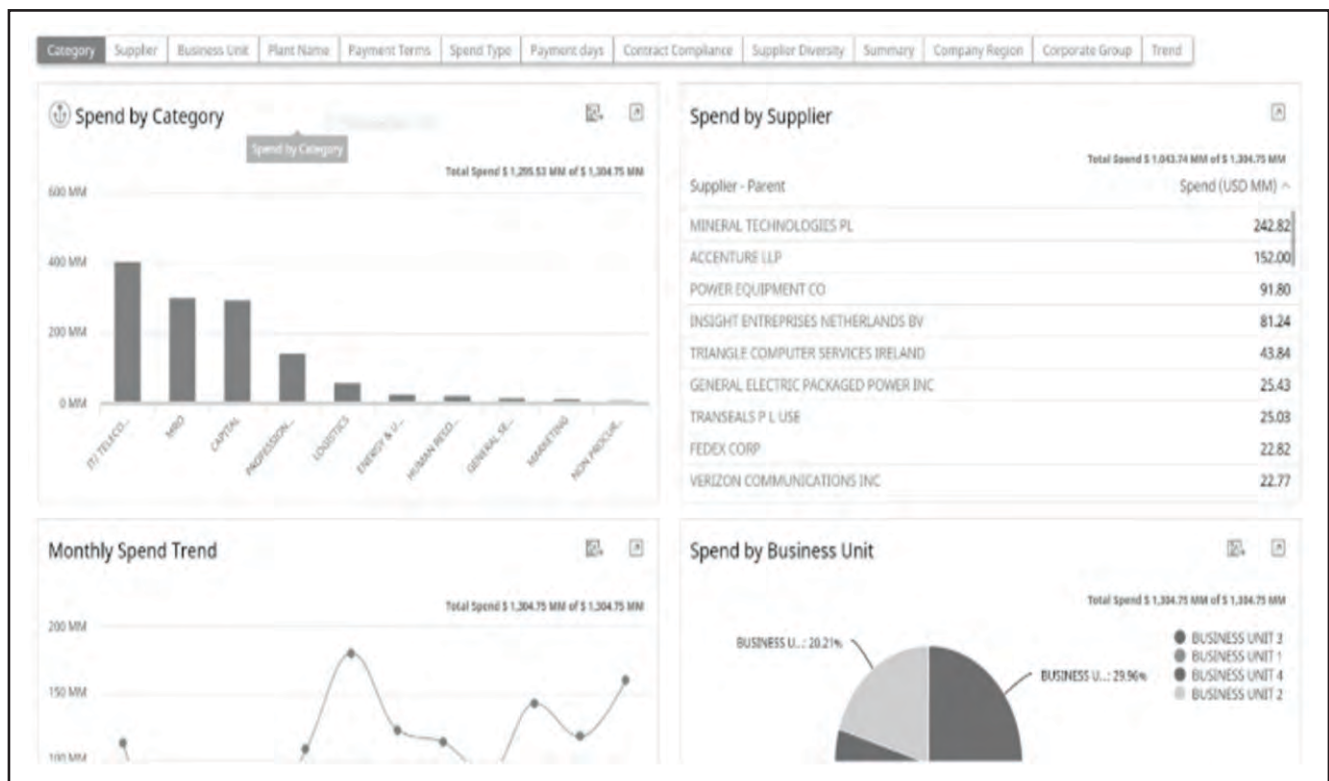 Category Supplier Business Unit Plant Name Payment Terms Spend Type Payment days Contract Compliance Supplier Diversity Summary Company Region Corporate Group Trend
Spend by Category
Spend by Category
Total Spend $ 1,295.53 MM of $ 1,304.75 MM
600 MM
400 MM
200 MM
0 MM
IT/ TELECO...
MRO
CAPITAL
PROFESSION...
LOGISTICS
ENERGY & U...
HUMAN RESO...
GENERAL SE...
MARKETING
NON PROCUR...
Spend by Supplier
Total Spend $ 1,043.74 MM of $ 1,304.75 MM
Supplier - Parent Spend (USD MM)
MINERAL TECHNOLOGIES PL 242.82
ACCENTURE LLP 152.00
POWER EQUIPMENT CO 91.80
INSIGHT ENTREPRISES NETHERLANDS BV 81.24
TRIANGLE COMPUTER SERVICES IRELAND 43.84
GENERAL ELECTRIC PACKAGED POWER INC 25.43
TRANSEALS P L USE 25.03
FEDEX CORP 22.82
VERIZON COMMUNICATIONS INC 22.77
Monthly Spend Trend
Total Spend $ 1,304.75 MM of $ 1,304.75 MM
200 MM
150 MM
100 MM
Spend by Business Unit
Total Spend $ 1,304.75 MM of $ 1,304.75 MM
BUSINESS U...: 20.21%
BUSINESS U...: 29.96%
BUSINESS UNIT 3
BUSINESS UNIT 1
BUSINESS UNIT 4
BUSINESS UNIT 2